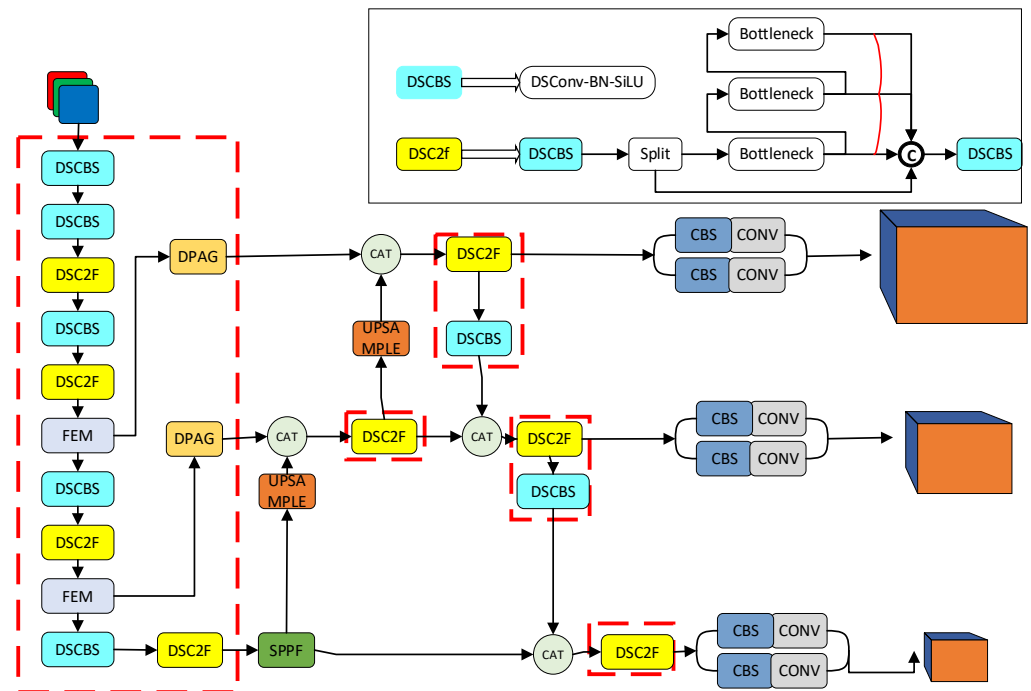 Bottleneck
DSCBS
DSConv-BN-SiLU
Bottleneck
DSC2f
DSCBS
Split
Bottleneck
C
DSCBS
DSCBS
DSCBS
DSC2F
DSCBS
DSC2F
FEM
DSCBS
DSC2F
FEM
DSCBS
DSC2F
DPAG
DPAG
SPPF
UPSA
MPLE
CAT
DSC2F
UPSA
MPLE
CAT
DSC2F
DSCBS
CAT
DSC2F
DSCBS
CAT
DSC2F
CBS
CONV
CBS
CONV
CBS
CONV
CBS
CONV
CBS
CONV
CBS
CONV